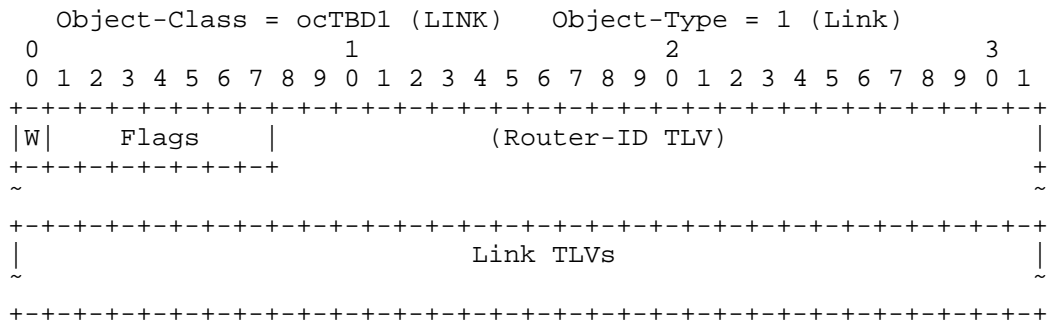 Object-Class = ocTBD1 (LINK)   Object-Type = 1 (Link)
 0                   1                   2                   3
 0 1 2 3 4 5 6 7 8 9 0 1 2 3 4 5 6 7 8 9 0 1 2 3 4 5 6 7 8 9 0 1
+-+-+-+-+-+-+-+-+-+-+-+-+-+-+-+-+-+-+-+-+-+-+-+-+-+-+-+-+-+-+-+-+
|W|    Flags      |             (Router-ID TLV)                   |
+-+-+-+-+-+-+-+-+                                               +
~                                                               ~
+-+-+-+-+-+-+-+-+-+-+-+-+-+-+-+-+-+-+-+-+-+-+-+-+-+-+-+-+-+-+-+-+
|                            Link TLVs                          |
~                                                               ~
+-+-+-+-+-+-+-+-+-+-+-+-+-+-+-+-+-+-+-+-+-+-+-+-+-+-+-+-+-+-+-+-+